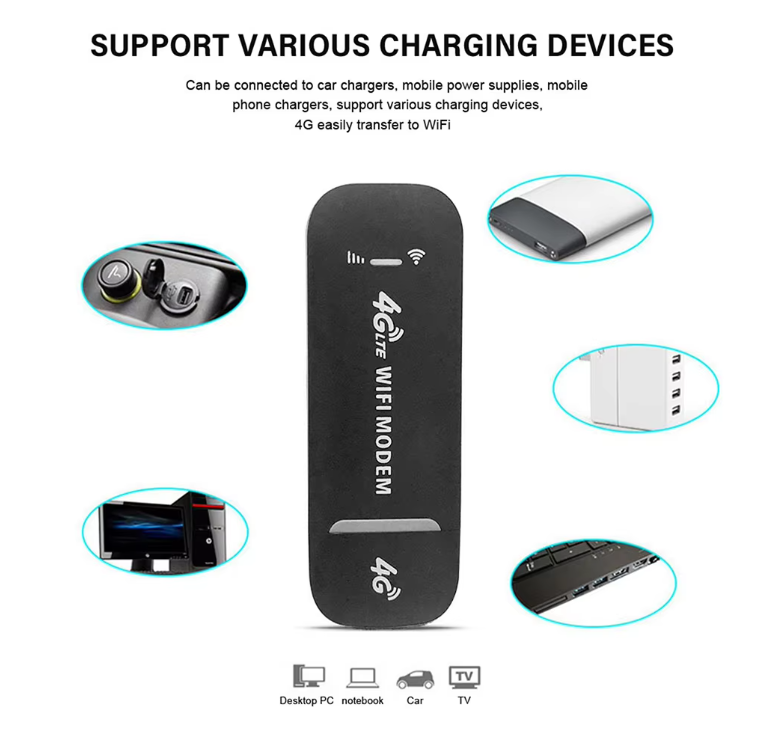 SUPPORT VARIOUS CHARGING DEVICES
Can be connected to car chargers, mobile power supplies, mobile
phone chargers, support various charging devices,
4G easily transfer to WiFi
4G LTE WIFI MODEM
4G
Desktop PC
notebook
Car
TV
TV